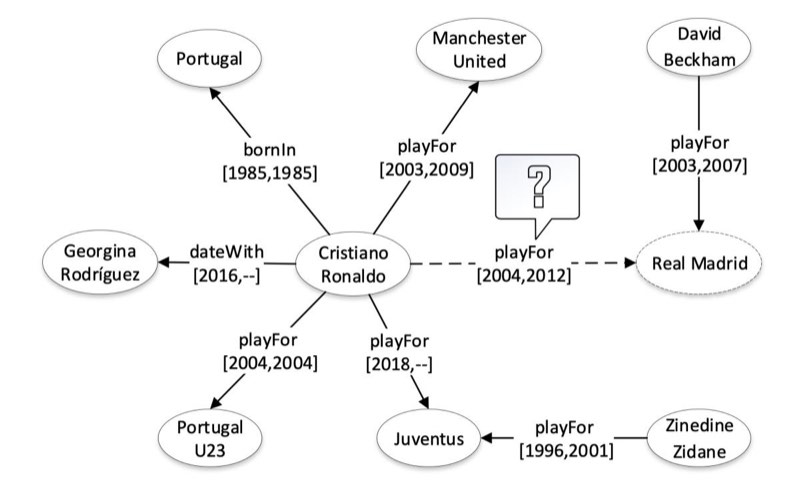 Portugal
Manchester
United
David
Beckham
bornIn
[1985,1985]
playFor
[2003,2009]
?
playFor
[2003,2007]
Georgina
Rodríguez
dateWith
[2016,--]
Cristiano
Ronaldo
playFor
[2004,2012]
Real Madrid
playFor
[2004,2004]
playFor
[2018,--]
Portugal
U23
Juventus
playFor
[1996,2001]
Zinedine
Zidane